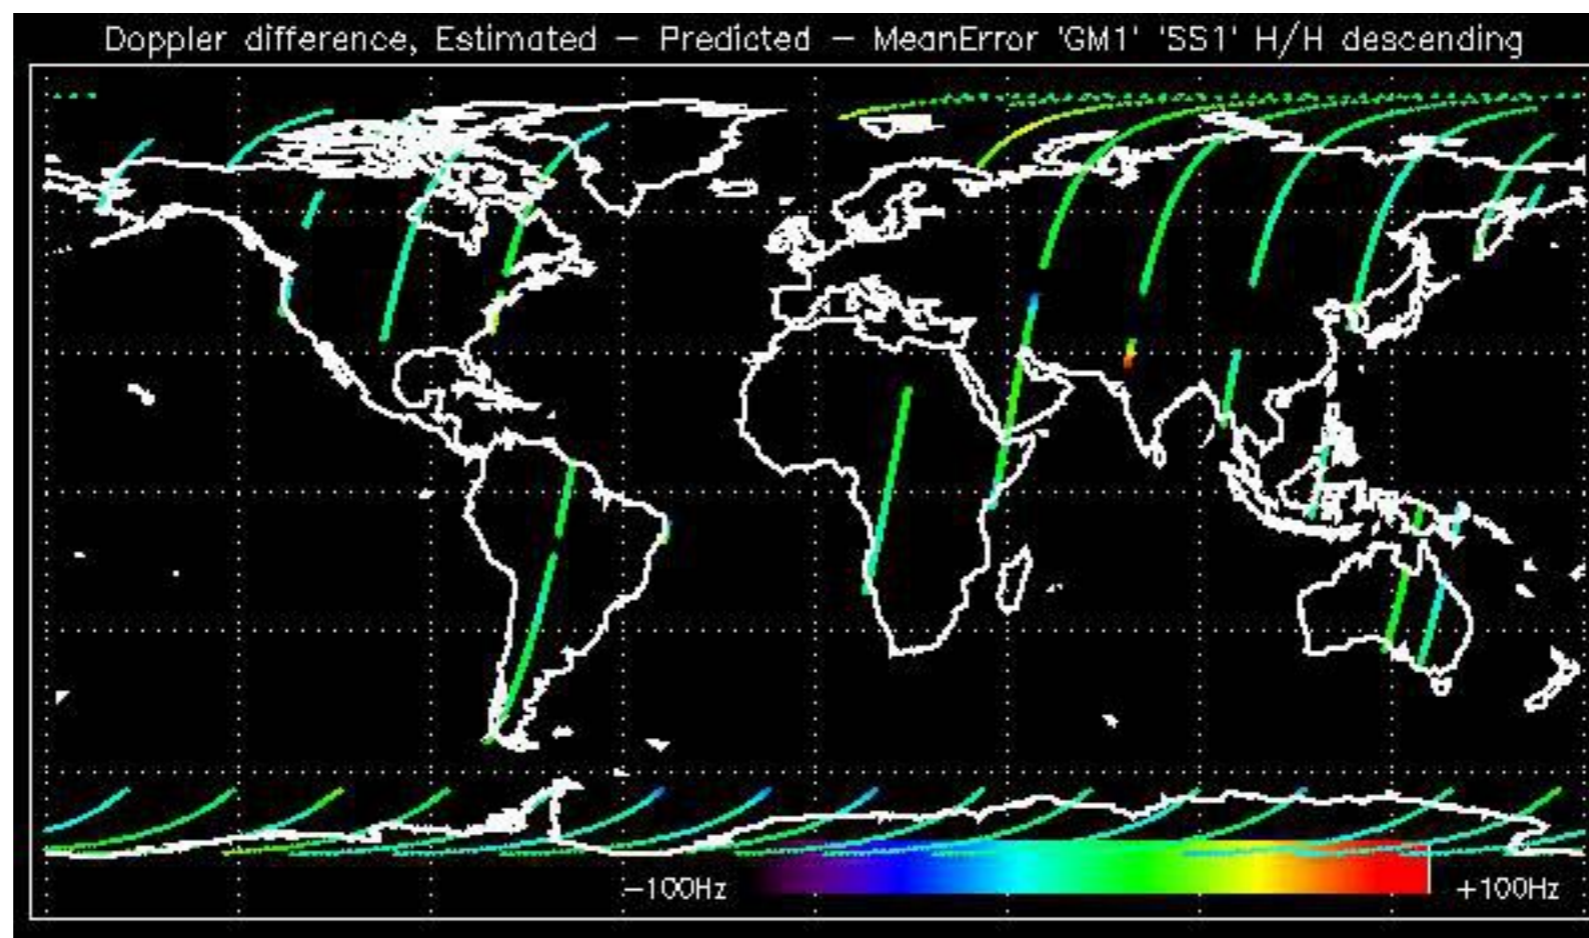 Doppler difference, Estimated – Predicted – MeanError 'GM1' 'SS1' H/H descending
–100Hz
+100Hz